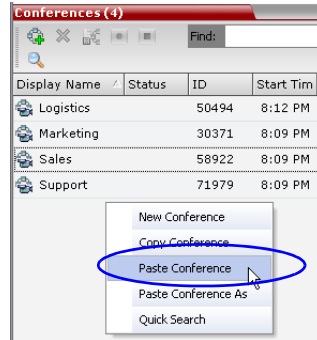 Conferences (4)
Find:
Display Name Status ID Start Tim
Logistics 50494 8:12 PM
Marketing 30371 8:09 PM
Sales 58922 8:09 PM
Support 71979 8:09 PM
New Conference
Copy Conference
Paste Conference
Paste Conference As
Quick Search